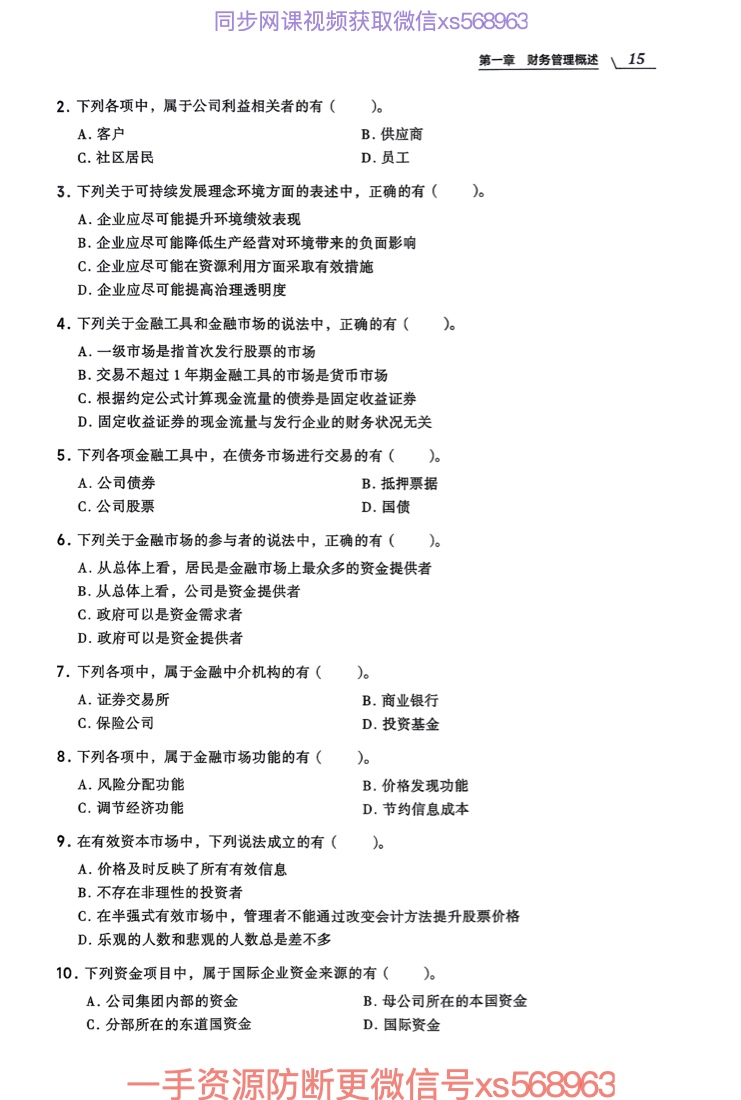 同步网课视频获取微信xs568963
第一章 财务管理概述 15
2. 下列各项中，属于公司利益相关者的有（ ）。
A. 客户 B. 供应商
C. 社区居民 D. 员工
3. 下列关于可持续发展理念环境方面的表述中，正确的有（ ）。
A. 企业应尽可能提升环境绩效表现
B. 企业应尽可能降低生产经营对环境带来的负面影响
C. 企业应尽可能在资源利用方面采取有效措施
D. 企业应尽可能提高治理透明度
4. 下列关于金融工具和金融市场的说法中，正确的有（ ）。
A. 一级市场是指首次发行股票的市场
B. 交易不超过 1 年期金融工具的市场是货币市场
C. 根据约定公式计算现金流量的债券是固定收益证券
D. 固定收益证券的现金流量与发行企业的财务状况无关
5. 下列各项金融工具中，在债务市场进行交易的有（ ）。
A. 公司债券 B. 抵押票据
C. 公司股票 D. 国债
6. 下列关于金融市场的参与者的说法中，正确的有（ ）。
A. 从总体上看，居民是金融市场上最众多的资金提供者
B. 从总体上看，公司是资金提供者
C. 政府可以是资金需求者
D. 政府可以是资金提供者
7. 下列各项中，属于金融中介机构的有（ ）。
A. 证券交易所 B. 商业银行
C. 保险公司 D. 投资基金
8. 下列各项中，属于金融市场功能的有（ ）。
A. 风险分配功能 B. 价格发现功能
C. 调节经济功能 D. 节约信息成本
9. 在有效资本市场中，下列说法成立的有（ ）。
A. 价格及时反映了所有有效信息
B. 不存在非理性的投资者
C. 在半强式有效市场中，管理者不能通过改变会计方法提升股票价格
D. 乐观的人数和悲观的人数总是差不多
10. 下列资金项目中，属于国际企业资金来源的有（ ）。
A. 公司集团内部的资金 B. 母公司所在的本国资金
C. 分部所在的东道国资金 D. 国际资金
一手资源防断更微信号xs568963